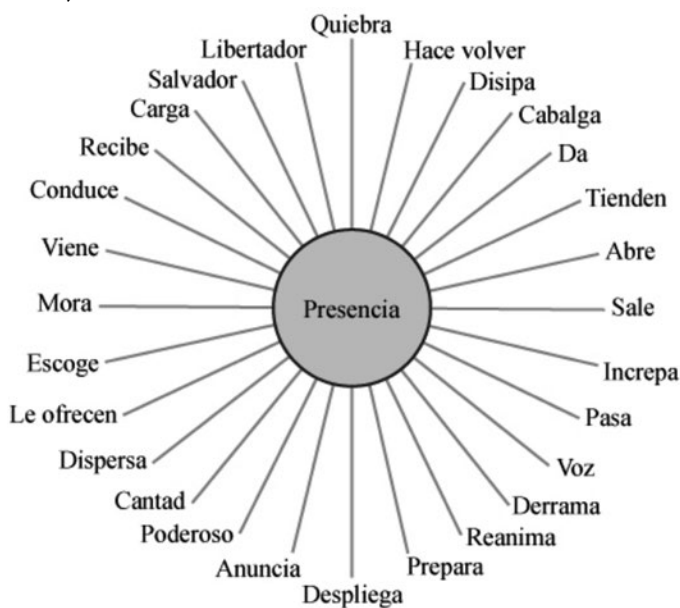 Quiebra
Hace volver
Disipa
Cabalga
Da
Tienden
Abre
Sale
Increpa
Pasa
Voz
Derrama
Reanima
Prepara
Despliega
Anuncia
Poderoso
Cantad
Dispersa
Le ofrecen
Escoge
Mora
Viene
Conduce
Recibe
Carga
Salvador
Libertador
Presencia